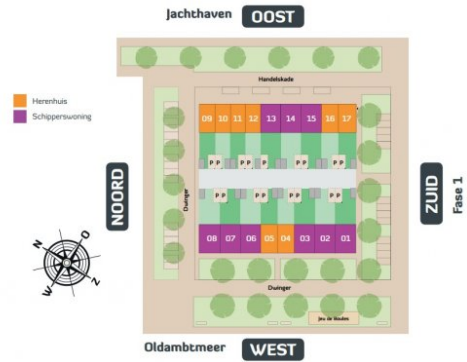 Jachthaven OOST
Handelskade
Herenhuis
Schipperswoning
09 10 11 12 13 14 15 16 17
P P P P P P P P P
NOORD
Dwinger
ZUID
Fase 1
P P P P P P P P
08 07 06 05 04 03 02 01
N O
W Z
Dwinger
Jeu de Boules
Oldambtmeer WEST